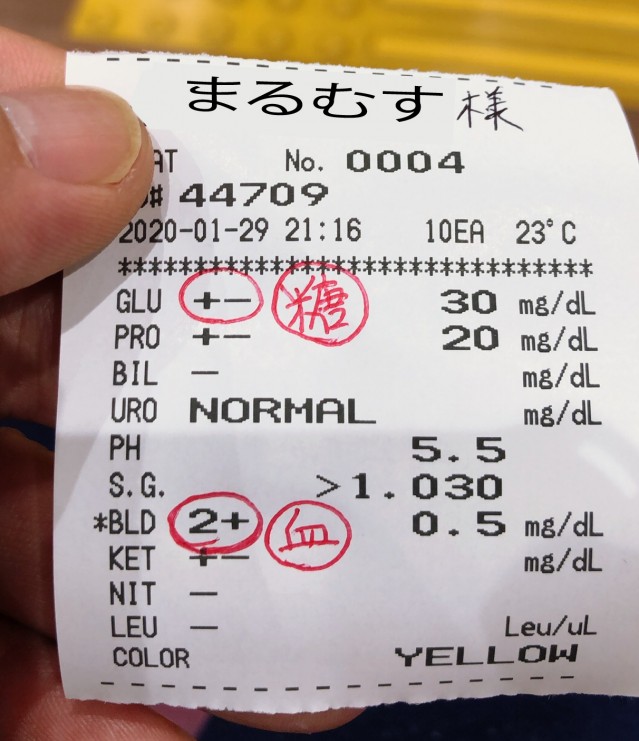 まるむす様
AT No. 0004
# 44709
2020-01-29 21:16 10EA 23°C
*********************************
GLU +- 糖 30 mg/dL
PRO +- 20 mg/dL
BIL - mg/dL
URO NORMAL mg/dL
PH 5.5
S.G. >1.030
*BLD 2+ 血 0.5 mg/dL
KET +- mg/dL
NIT -
LEU - Leu/uL
COLOR YELLOW